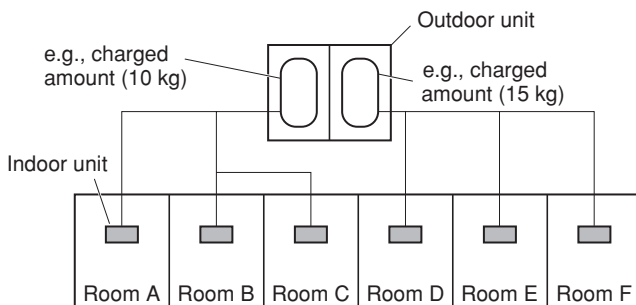 Outdoor unit
e.g., charged
amount (10 kg)
e.g., charged
amount (15 kg)
Indoor unit
Room A
Room B
Room C
Room D
Room E
Room F